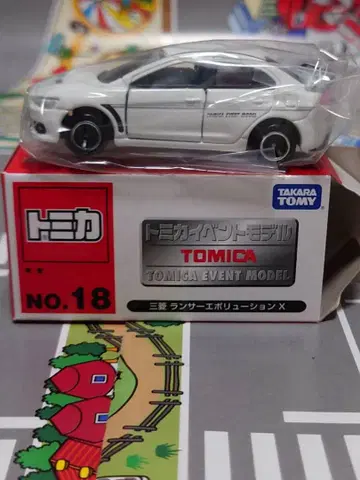 TAKARA
TOMY
トミカ
トミカイベントモデル
TOMICA
TOMICA EVENT MODEL
NO.18
三菱 ランサーエボリューション X